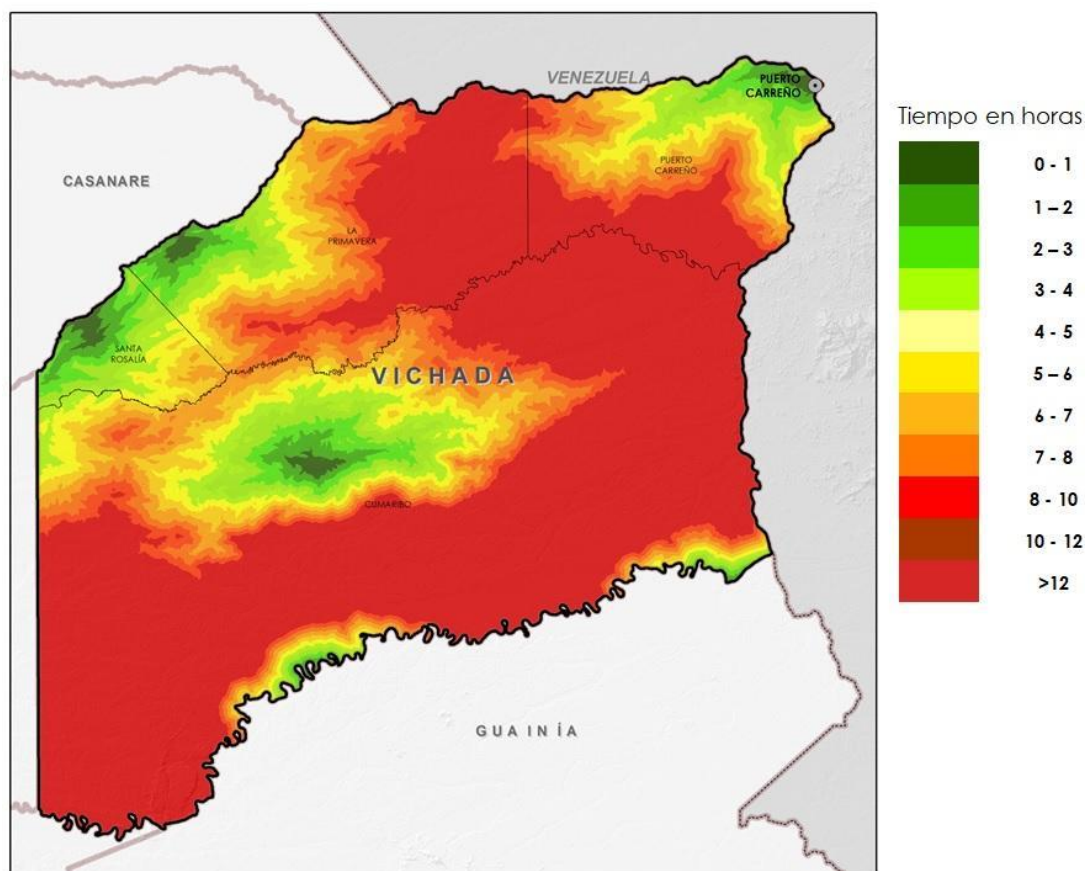 VENEZUELA
PUERTO
CARREÑO
CASANARE
PUERTO
CARREÑO
LA
PRIMAVERA
SANTA
ROSALÍA
VICHADA
CUMARIBO
GUAINÍA
Tiempo en horas
0 - 1
1 – 2
2 – 3
3 - 4
4 - 5
5 – 6
6 - 7
7 - 8
8 - 10
10 - 12
>12